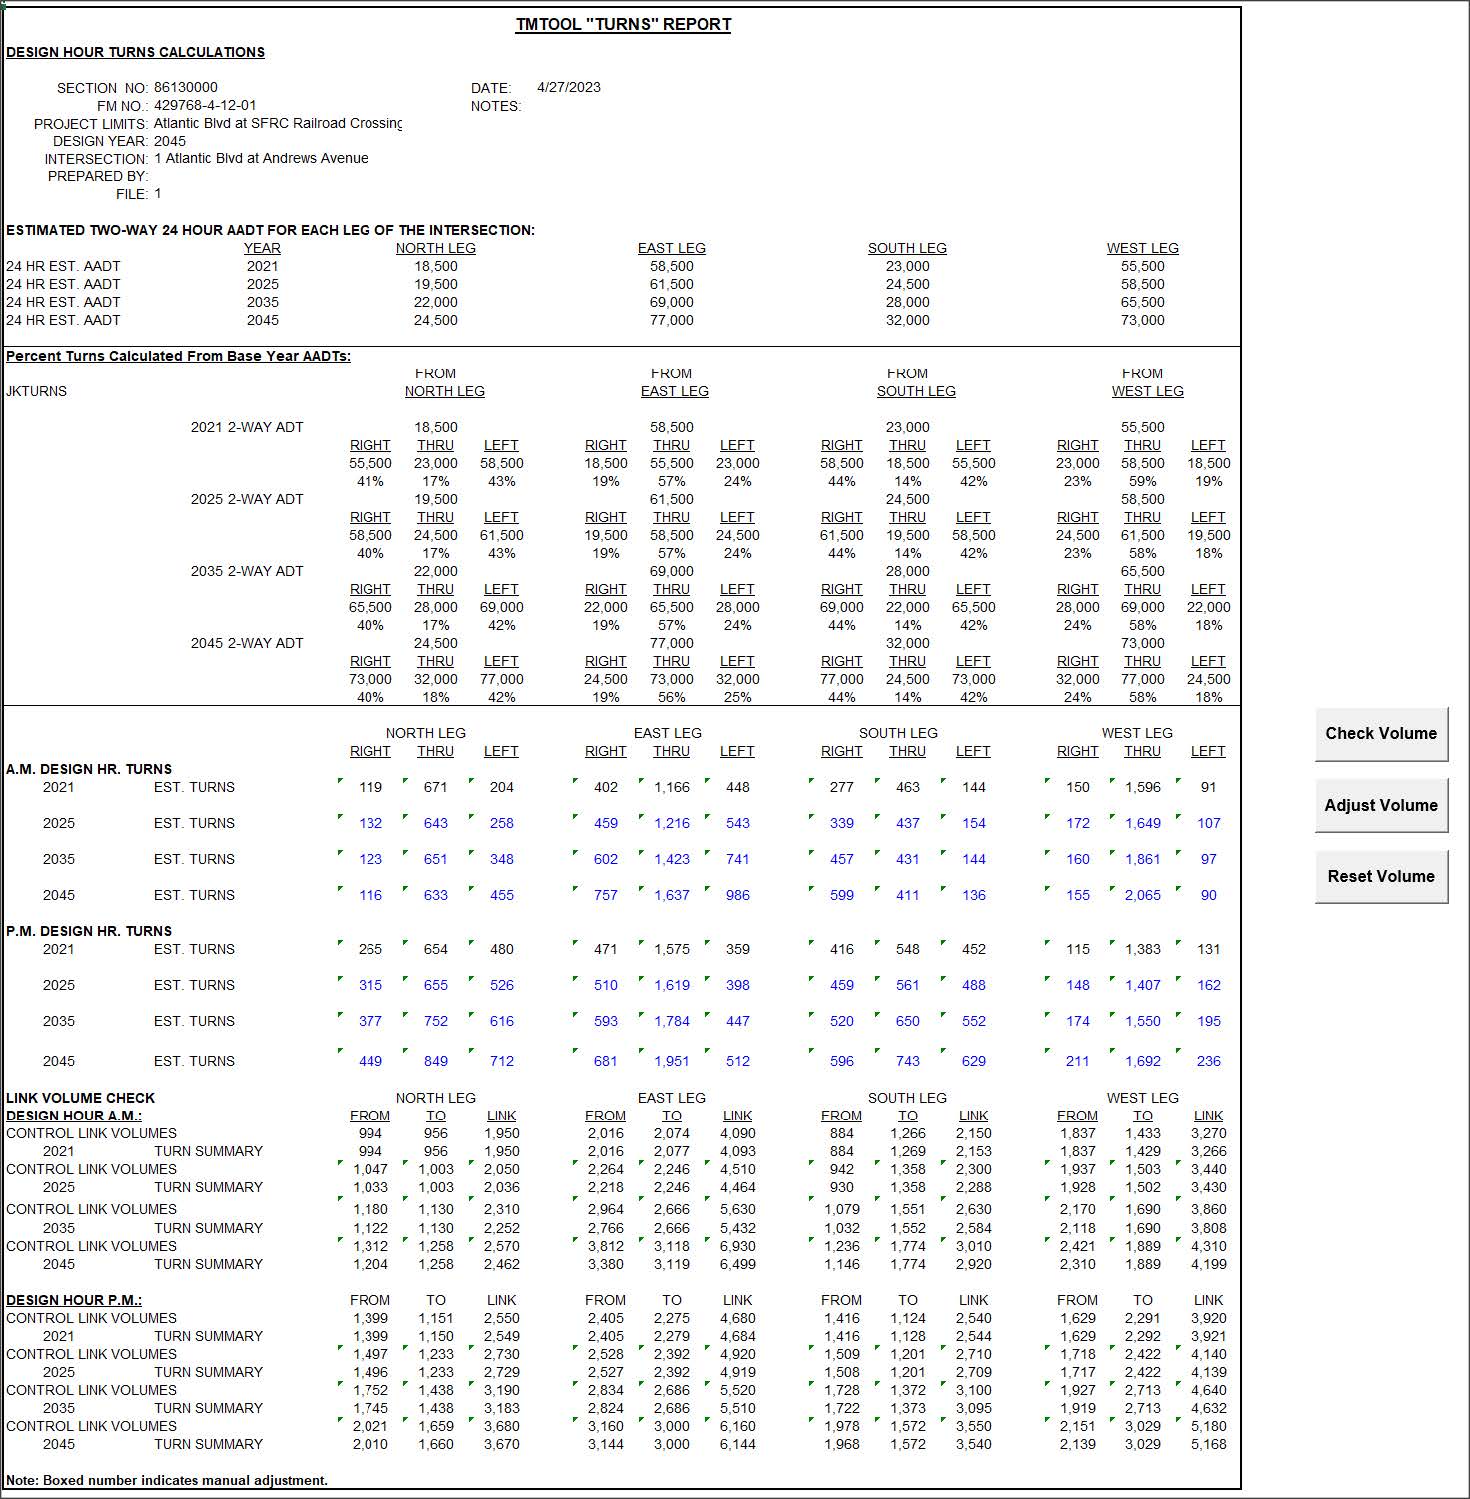 TMTOOL "TURNS" REPORT
DESIGN HOUR TURNS CALCULATIONS
SECTION NO: 86130000 DATE: 4/27/2023
FM NO.: 429768-4-12-01 NOTES:
PROJECT LIMITS: Atlantic Blvd at SFRC Railroad Crossing
DESIGN YEAR: 2045
INTERSECTION: 1 Atlantic Blvd at Andrews Avenue
PREPARED BY:
FILE: 1
ESTIMATED TWO-WAY 24 HOUR AADT FOR EACH LEG OF THE INTERSECTION:
YEAR NORTH LEG EAST LEG SOUTH LEG WEST LEG
24 HR EST. AADT 2021 18,500 58,500 23,000 55,500
24 HR EST. AADT 2025 19,500 61,500 24,500 58,500
24 HR EST. AADT 2035 22,000 69,000 28,000 65,500
24 HR EST. AADT 2045 24,500 77,000 32,000 73,000
Percent Turns Calculated From Base Year AADTs:
FROM FROM FROM FROM
JKTURNS NORTH LEG EAST LEG SOUTH LEG WEST LEG
2021 2-WAY ADT 18,500 58,500 23,000 55,500
RIGHT THRU LEFT RIGHT THRU LEFT RIGHT THRU LEFT RIGHT THRU LEFT
55,500 23,000 58,500 18,500 55,500 23,000 58,500 18,500 55,500 23,000 58,500 18,500
41% 17% 43% 19% 57% 24% 44% 14% 42% 23% 59% 19%
2025 2-WAY ADT 19,500 61,500 24,500 58,500
RIGHT THRU LEFT RIGHT THRU LEFT RIGHT THRU LEFT RIGHT THRU LEFT
58,500 24,500 61,500 19,500 58,500 24,500 61,500 19,500 58,500 24,500 61,500 19,500
40% 17% 43% 19% 57% 24% 44% 14% 42% 23% 58% 18%
2035 2-WAY ADT 22,000 69,000 28,000 65,500
RIGHT THRU LEFT RIGHT THRU LEFT RIGHT THRU LEFT RIGHT THRU LEFT
65,500 28,000 69,000 22,000 65,500 28,000 69,000 22,000 65,500 28,000 69,000 22,000
40% 17% 42% 19% 57% 24% 44% 14% 42% 24% 58% 18%
2045 2-WAY ADT 24,500 77,000 32,000 73,000
RIGHT THRU LEFT RIGHT THRU LEFT RIGHT THRU LEFT RIGHT THRU LEFT
73,000 32,000 77,000 24,500 73,000 32,000 77,000 24,500 73,000 32,000 77,000 24,500
40% 18% 42% 19% 56% 25% 44% 14% 42% 24% 58% 18%
NORTH LEG EAST LEG SOUTH LEG WEST LEG
RIGHT THRU LEFT RIGHT THRU LEFT RIGHT THRU LEFT RIGHT THRU LEFT
A.M. DESIGN HR. TURNS
2021 EST. TURNS 119 671 204 402 1,166 448 277 463 144 150 1,596 91
2025 EST. TURNS 132 643 258 459 1,216 543 339 437 154 172 1,649 107
2035 EST. TURNS 123 651 348 602 1,423 741 457 431 144 160 1,861 97
2045 EST. TURNS 116 633 455 757 1,637 986 599 411 136 155 2,065 90
P.M. DESIGN HR. TURNS
2021 EST. TURNS 265 654 480 471 1,575 359 416 548 452 115 1,383 131
2025 EST. TURNS 315 655 526 510 1,619 398 459 561 488 148 1,407 162
2035 EST. TURNS 377 752 616 593 1,784 447 520 650 552 174 1,550 195
2045 EST. TURNS 449 849 712 681 1,951 512 596 743 629 211 1,692 236
LINK VOLUME CHECK NORTH LEG EAST LEG SOUTH LEG WEST LEG
DESIGN HOUR A.M.: FROM TO LINK FROM TO LINK FROM TO LINK FROM TO LINK
CONTROL LINK VOLUMES 994 956 1,950 2,016 2,074 4,090 884 1,266 2,150 1,837 1,433 3,270
2021 TURN SUMMARY 994 956 1,950 2,016 2,077 4,093 884 1,269 2,153 1,837 1,429 3,266
CONTROL LINK VOLUMES 1,047 1,003 2,050 2,264 2,246 4,510 942 1,358 2,300 1,937 1,503 3,440
2025 TURN SUMMARY 1,033 1,003 2,036 2,218 2,246 4,464 930 1,358 2,288 1,928 1,502 3,430
CONTROL LINK VOLUMES 1,180 1,130 2,310 2,964 2,666 5,630 1,079 1,551 2,630 2,170 1,690 3,860
2035 TURN SUMMARY 1,122 1,130 2,252 2,766 2,666 5,432 1,032 1,552 2,584 2,118 1,690 3,808
CONTROL LINK VOLUMES 1,312 1,258 2,570 3,812 3,118 6,930 1,236 1,774 3,010 2,421 1,889 4,310
2045 TURN SUMMARY 1,204 1,258 2,462 3,380 3,119 6,499 1,146 1,774 2,920 2,310 1,889 4,199
DESIGN HOUR P.M.: FROM TO LINK FROM TO LINK FROM TO LINK FROM TO LINK
CONTROL LINK VOLUMES 1,399 1,151 2,550 2,405 2,275 4,680 1,416 1,124 2,540 1,629 2,291 3,920
2021 TURN SUMMARY 1,399 1,150 2,549 2,405 2,279 4,684 1,416 1,128 2,544 1,629 2,292 3,921
CONTROL LINK VOLUMES 1,497 1,233 2,730 2,528 2,392 4,920 1,509 1,201 2,710 1,718 2,422 4,140
2025 TURN SUMMARY 1,496 1,233 2,729 2,527 2,392 4,919 1,508 1,201 2,709 1,717 2,422 4,139
CONTROL LINK VOLUMES 1,752 1,438 3,190 2,834 2,686 5,520 1,728 1,372 3,100 1,927 2,713 4,640
2035 TURN SUMMARY 1,745 1,438 3,183 2,824 2,686 5,510 1,722 1,373 3,095 1,919 2,713 4,632
CONTROL LINK VOLUMES 2,021 1,659 3,680 3,160 3,000 6,160 1,978 1,572 3,550 2,151 3,029 5,180
2045 TURN SUMMARY 2,010 1,660 3,670 3,144 3,000 6,144 1,968 1,572 3,540 2,139 3,029 5,168
Note: Boxed number indicates manual adjustment.
Check Volume
Adjust Volume
Reset Volume